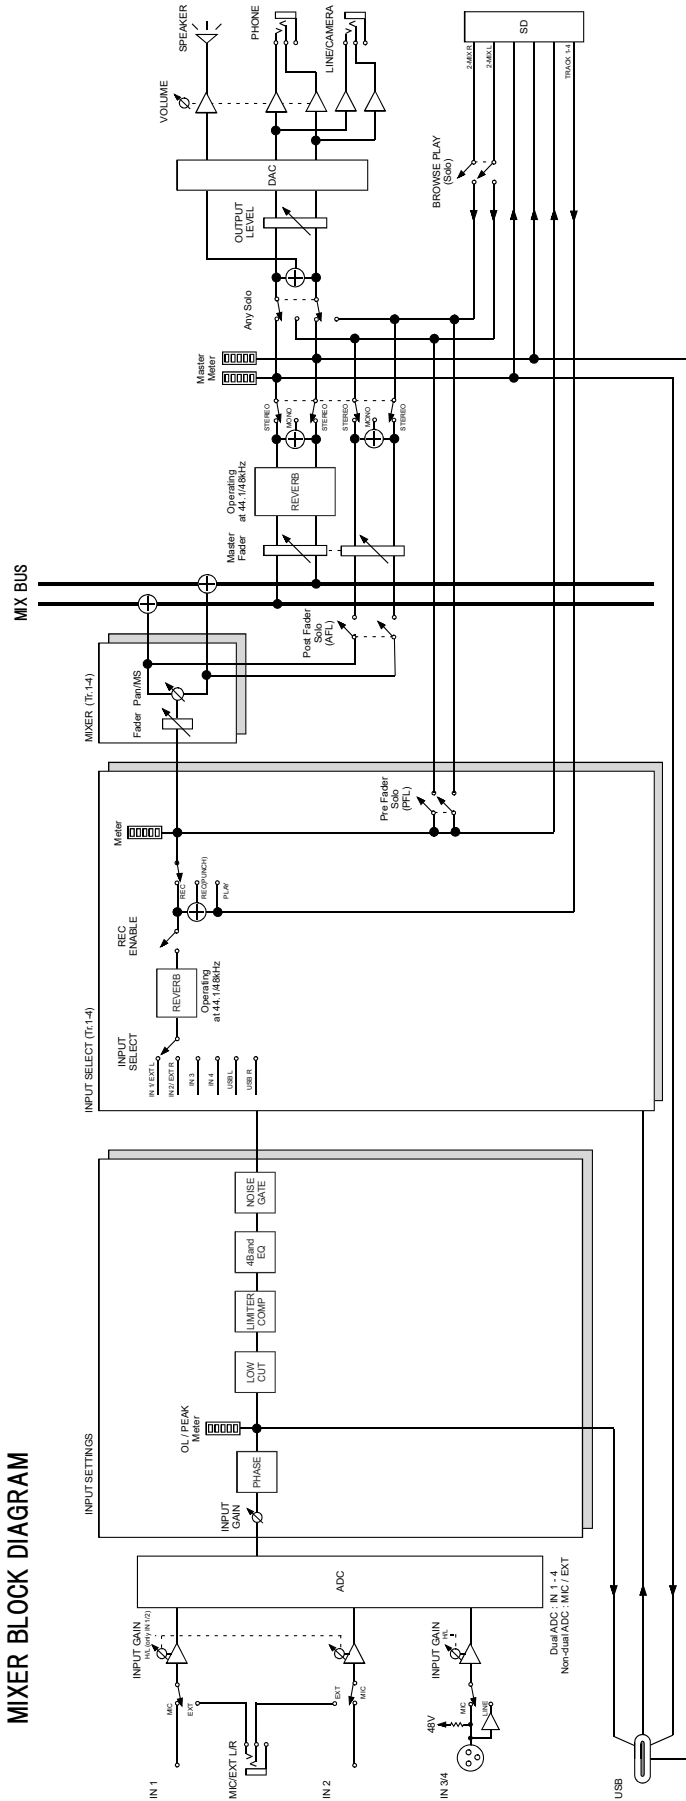 MIXER BLOCK DIAGRAM
IN 1
MIC
EXT
INPUT GAIN
H/L (only IN 1/2)
MIC/EXT L/R
IN 2
EXT
MIC
IN 3/4
48V
MIC
LINE
INPUT GAIN
H/L
ADC
Dual ADC : IN 1 - 4
Non-dual ADC : MIC / EXT
USB
INPUT SETTINGS
INPUT
GAIN
PHASE
OL / PEAK
Meter
LOW
CUT
LIMITER
COMP
4Band
EQ
NOISE
GATE
INPUT SELECT (Tr.1-4)
INPUT
SELECT
IN 1/ EXT L
IN 2/ EXT R
IN 3
IN 4
USB L
USB R
REVERB
Operating
at 44.1/48kHz
REC
ENABLE
REC
REC(PUNCH)
PLAY
Meter
Pre Fader
Solo
(PFL)
MIXER (Tr.1-4)
Fader
Pan/MS
MIX BUS
Post Fader
Solo
(AFL)
Master
Fader
REVERB
Operating
at 44.1/48kHz
STEREO
MONO
STEREO
STEREO
MONO
STEREO
Master
Meter
Any Solo
OUTPUT
LEVEL
DAC
VOLUME
SPEAKER
PHONE
LINE/CAMERA
BROWSE PLAY
(Solo)
2-MIX R
2-MIX L
TRACK 1-4
SD